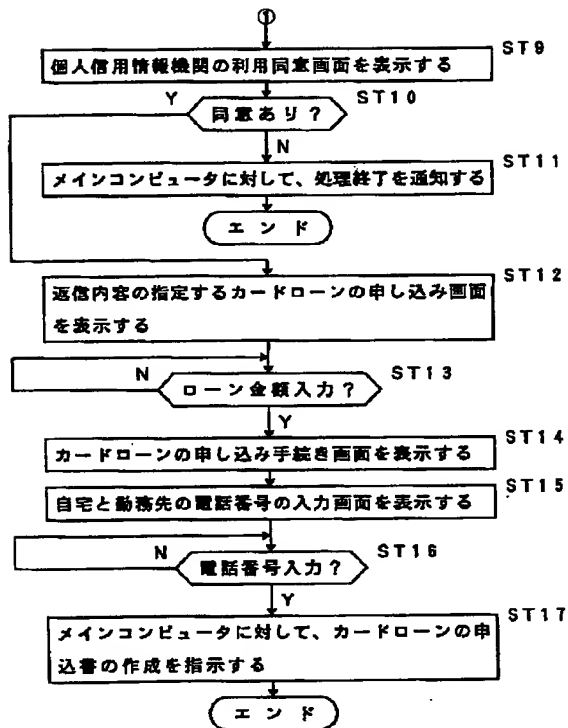 ①
ST9
個人信用情報機関の利用同意画面を表示する
Y
ST10
同意あり？
N
ST11
メインコンピュータに対して、処理終了を通知する
エンド
ST12
返信内容の指定するカードローンの申し込み画面
を表示する
N
ST13
ローン金額入力？
Y
ST14
カードローンの申し込み手続き画面を表示する
ST15
自宅と勤務先の電話番号の入力画面を表示する
N
ST16
電話番号入力？
Y
ST17
メインコンピュータに対して、カードローンの申
込書の作成を指示する
エンド